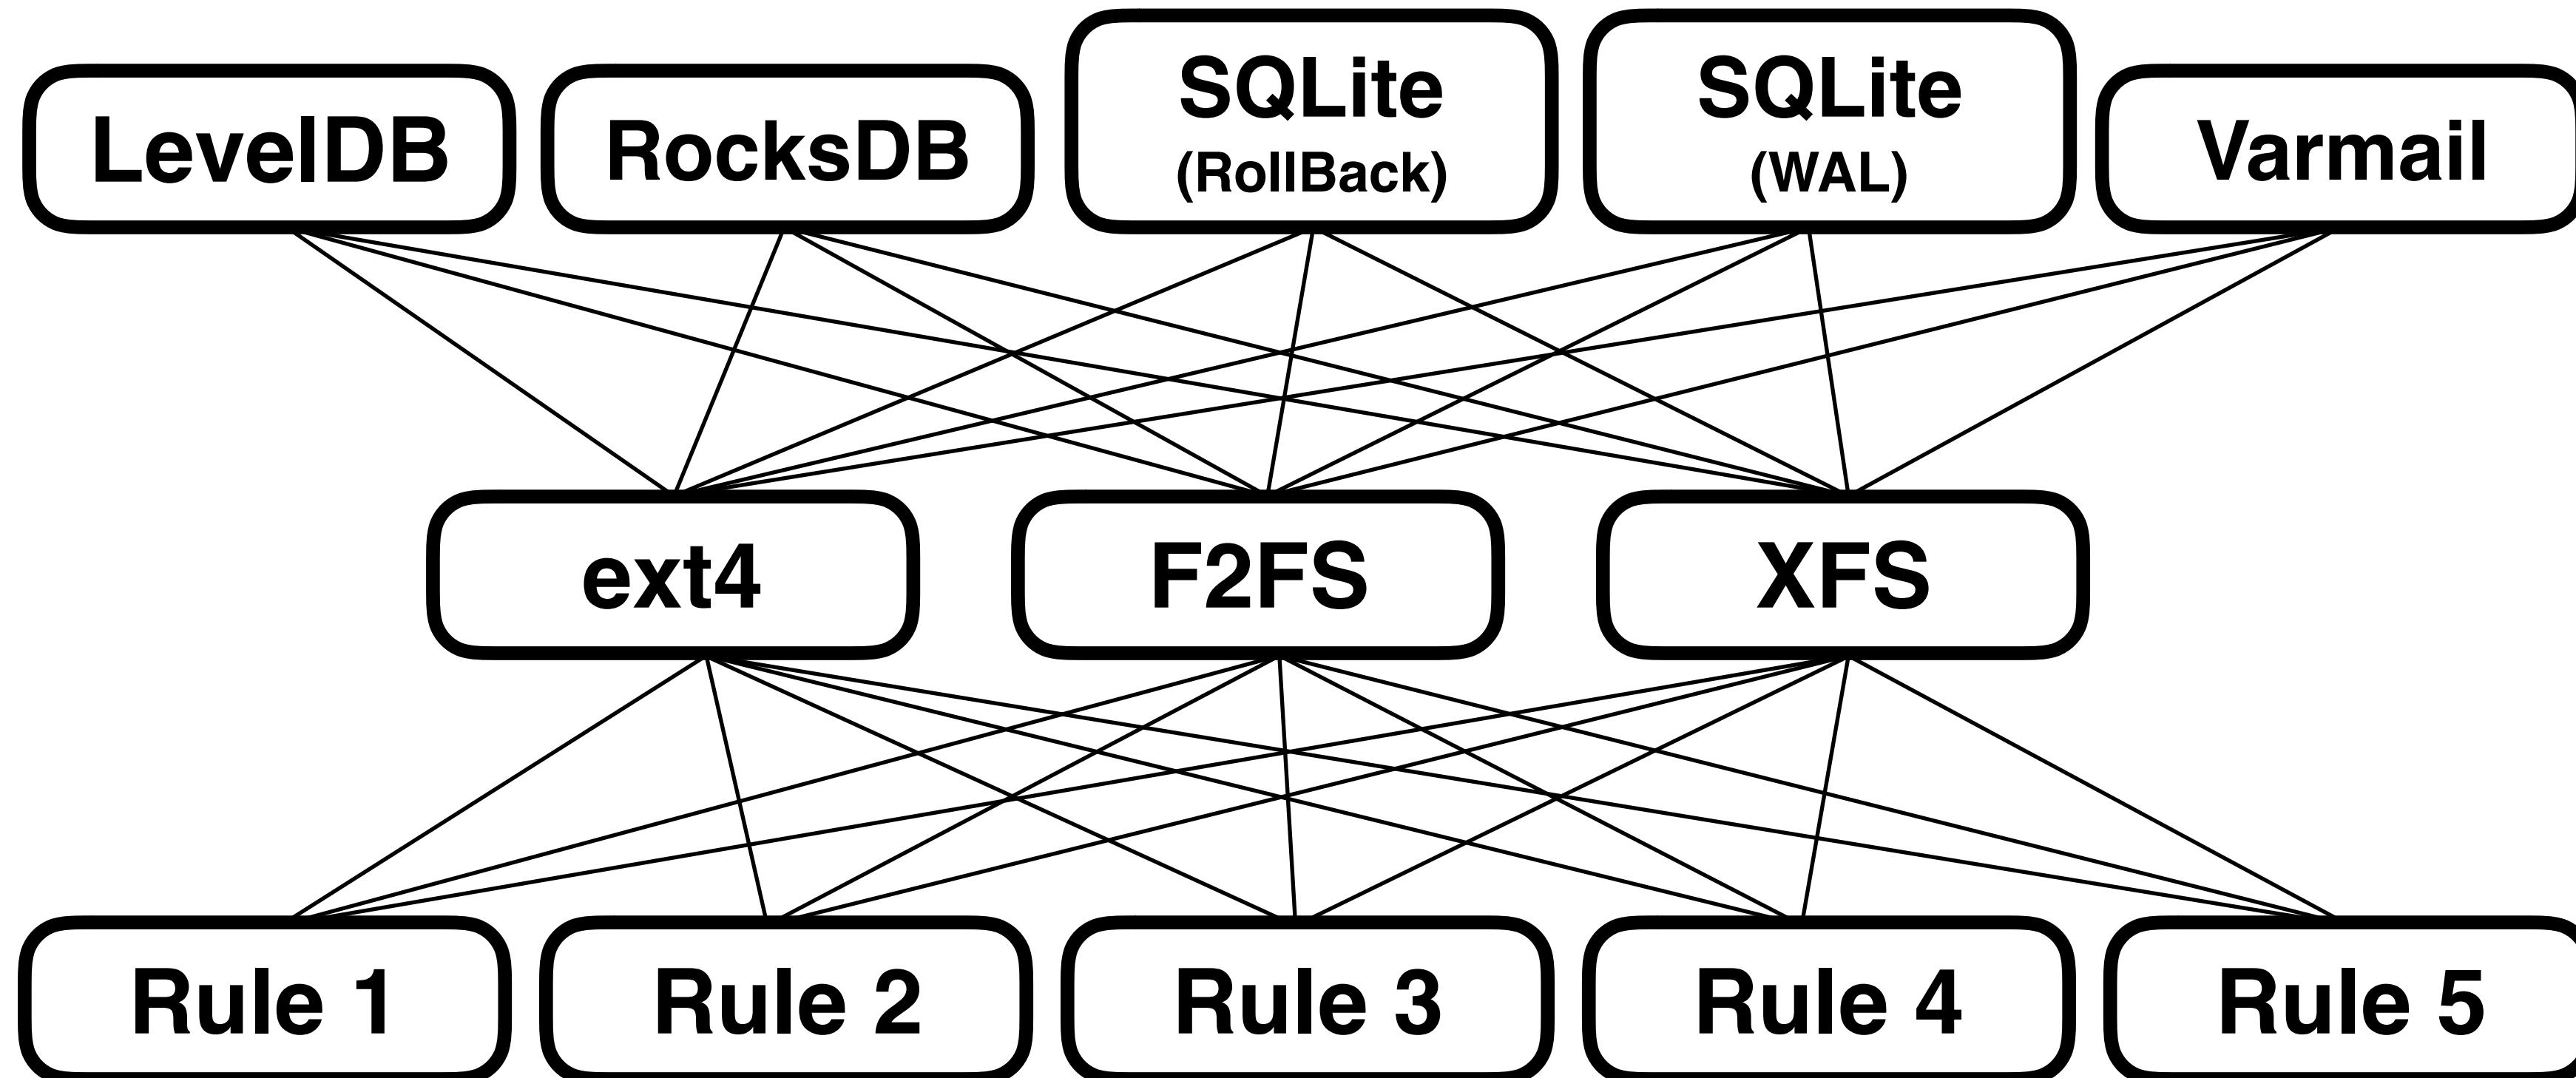 LevelDB
RocksDB
SQLite
(RollBack)
SQLite
(WAL)
Varmail
ext4
F2FS
XFS
Rule 1
Rule 2
Rule 3
Rule 4
Rule 5